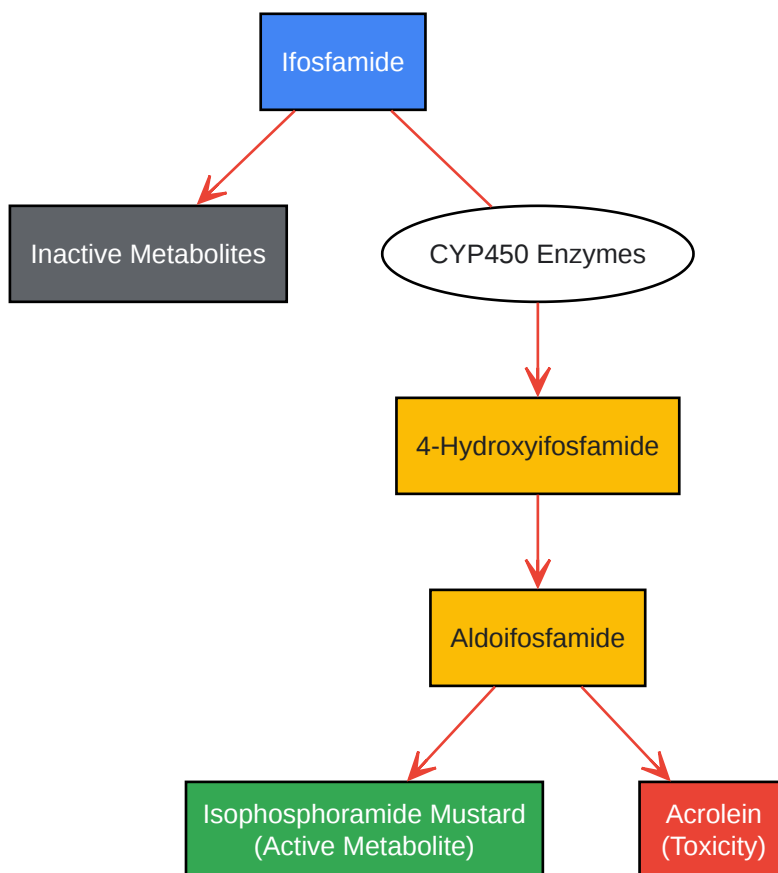 Ifosfamide
Inactive Metabolites
CYP450 Enzymes
4-Hydroxyifosfamide
Aldoifosfamide
Isophosphoramide Mustard
(Active Metabolite)
Acrolein
(Toxicity)